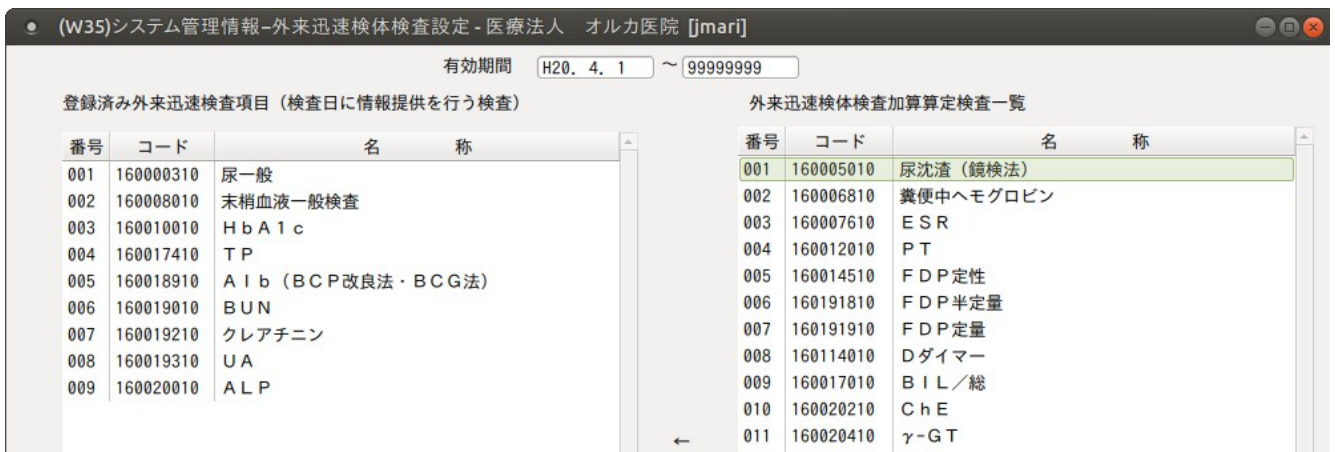 (W35)システム管理情報–外来迅速検体検査設定 - 医療法人　オルカ医院 [jmari]
有効期間 H20. 4. 1 ～ 99999999
登録済み外来迅速検査項目（検査日に情報提供を行う検査）
番号 コード 名　　　　称
001 160000310 尿一般
002 160008010 末梢血液一般検査
003 160010010 ＨｂＡ１ｃ
004 160017410 ＴＰ
005 160018910 Ａｌｂ（ＢＣＰ改良法・ＢＣＧ法）
006 160019010 ＢＵＮ
007 160019210 クレアチニン
008 160019310 ＵＡ
009 160020010 ＡＬＰ
←
外来迅速検体検査加算算定検査一覧
番号 コード 名　　　　称
001 160005010 尿沈渣（鏡検法）
002 160006810 糞便中ヘモグロビン
003 160007610 ＥＳＲ
004 160012010 ＰＴ
005 160014510 ＦＤＰ定性
006 160191810 ＦＤＰ半定量
007 160191910 ＦＤＰ定量
008 160114010 Ｄダイマー
009 160017010 ＢＩＬ／総
010 160020210 ＣｈＥ
011 160020410 γ-ＧＴ